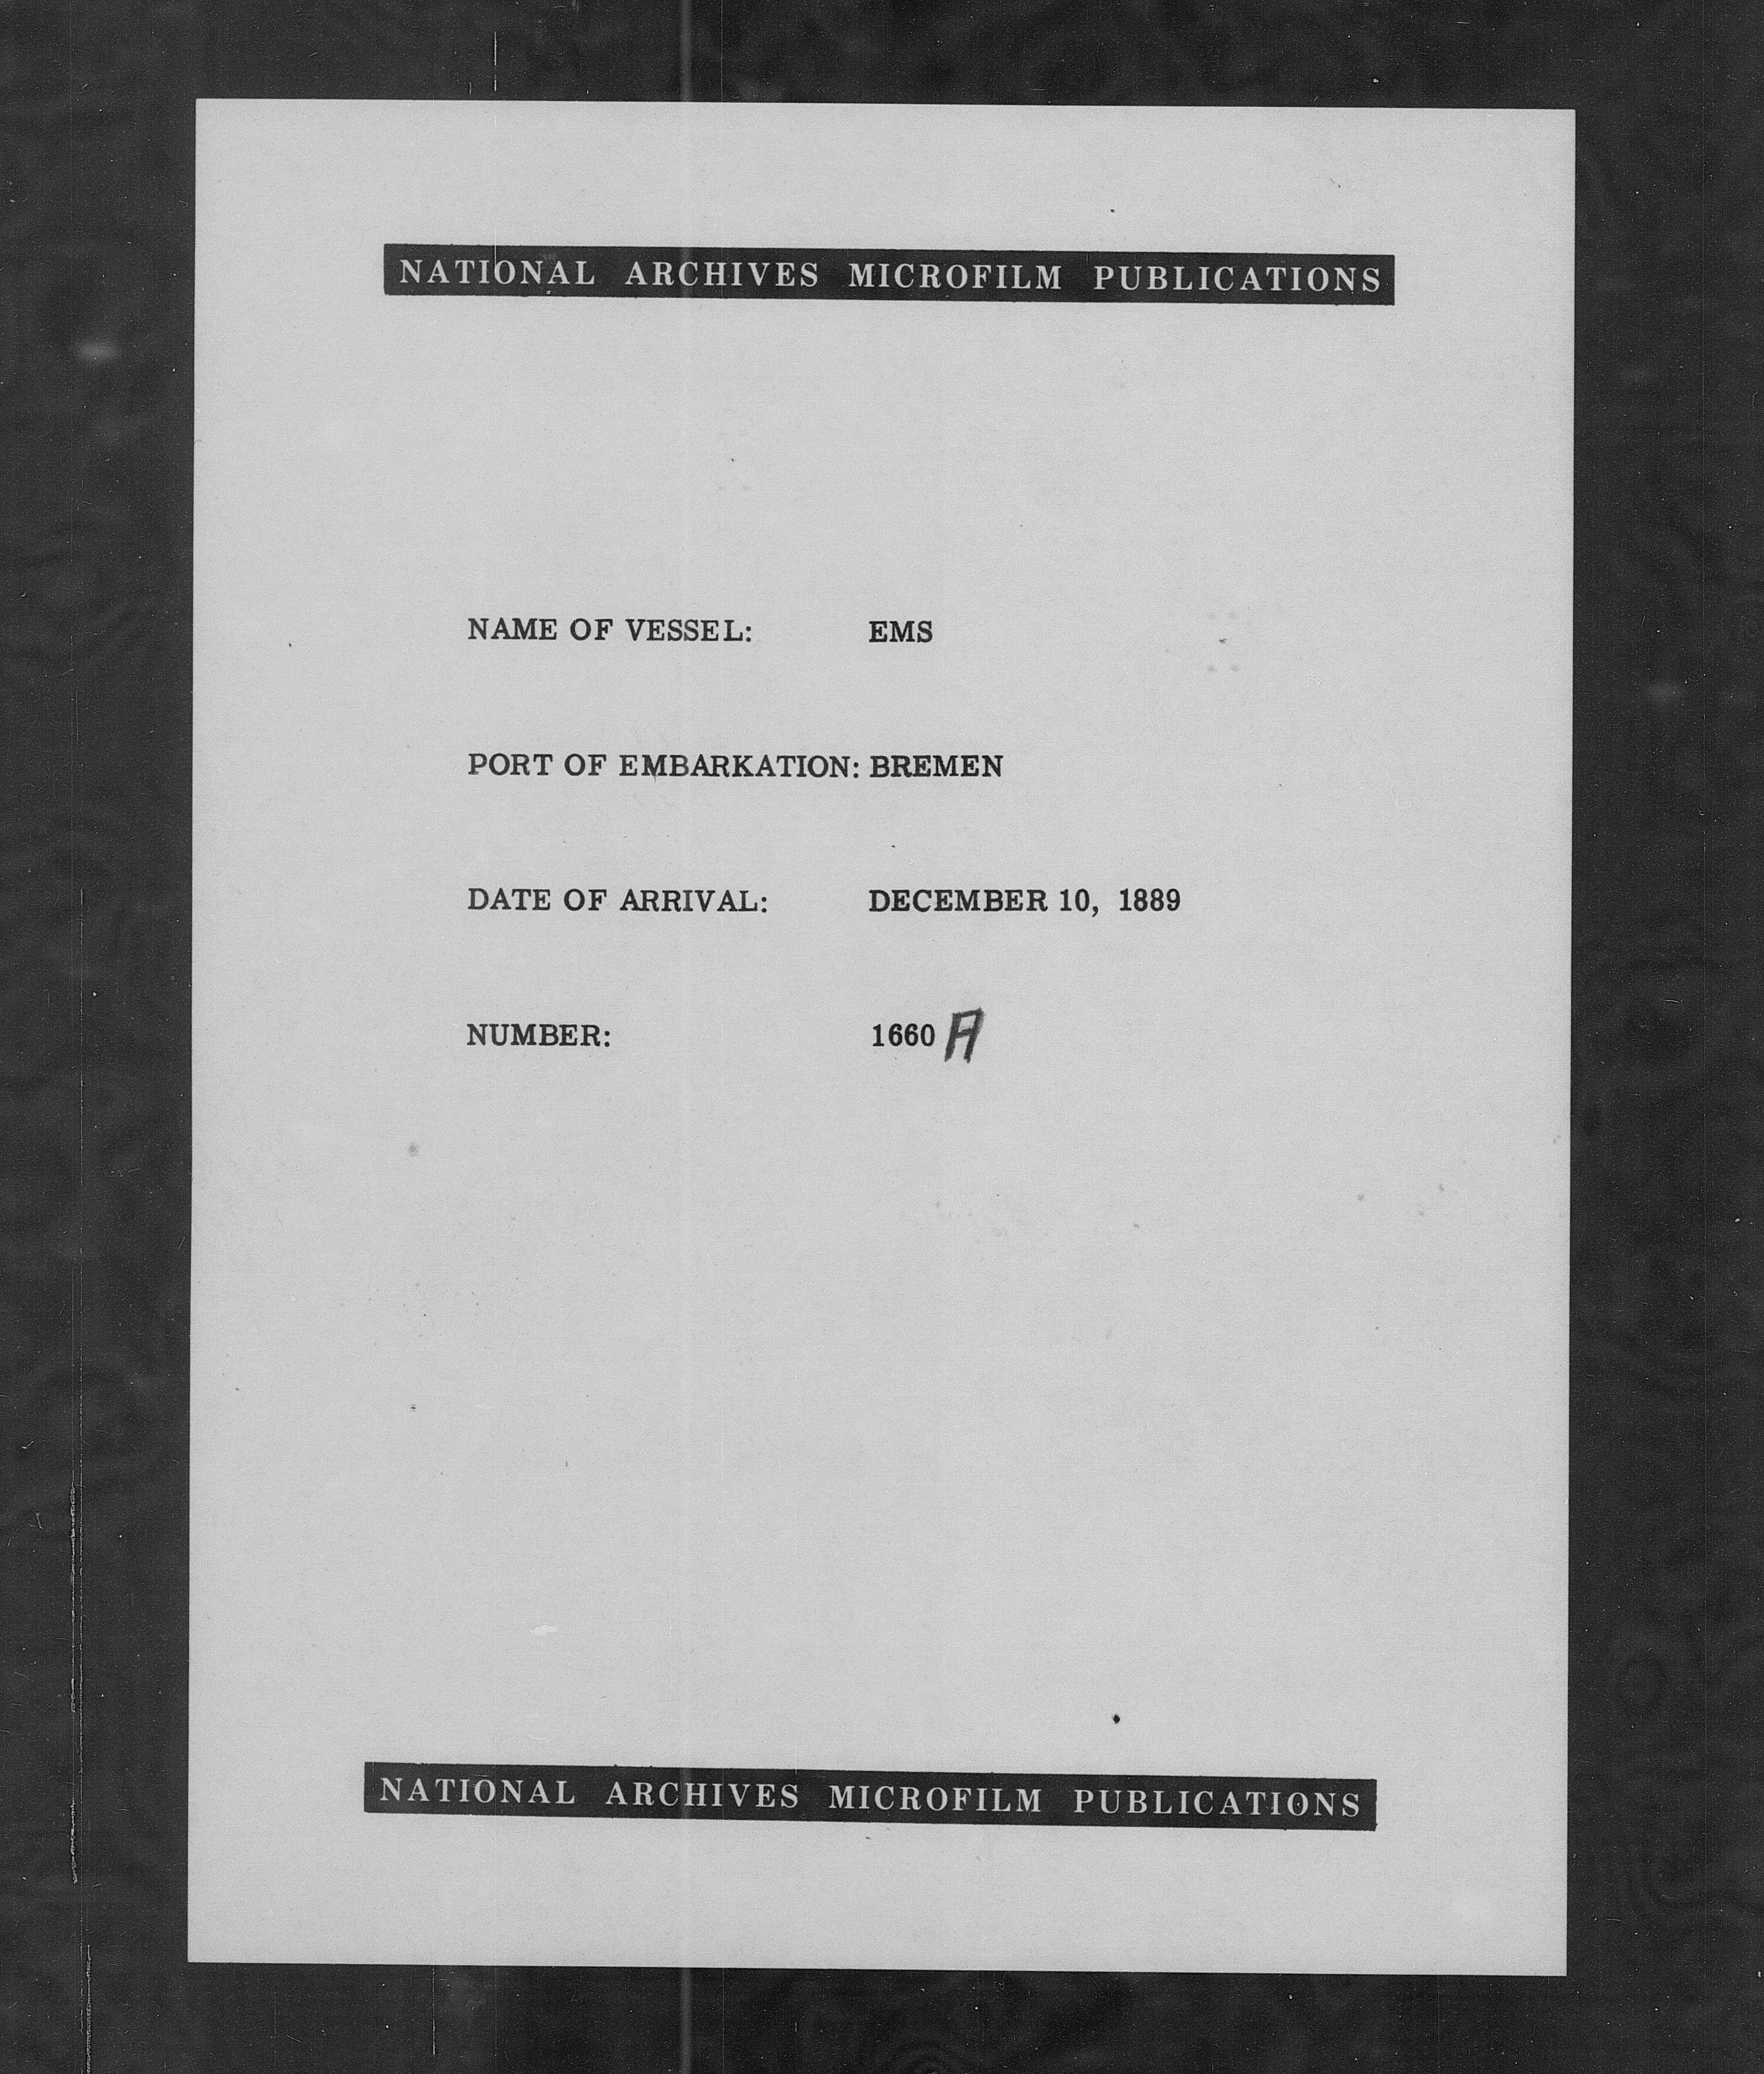 NATIONAL ARCHIVES MICROFILM PUBLICATIONS
NAME OF VESSEL: EMS
PORT OF EMBARKATION: BREMEN
DATE OF ARRIVAL: DECEMBER 10, 1889
NUMBER: 1660 A
NATIONAL ARCHIVES MICROFILM PUBLICATIONS